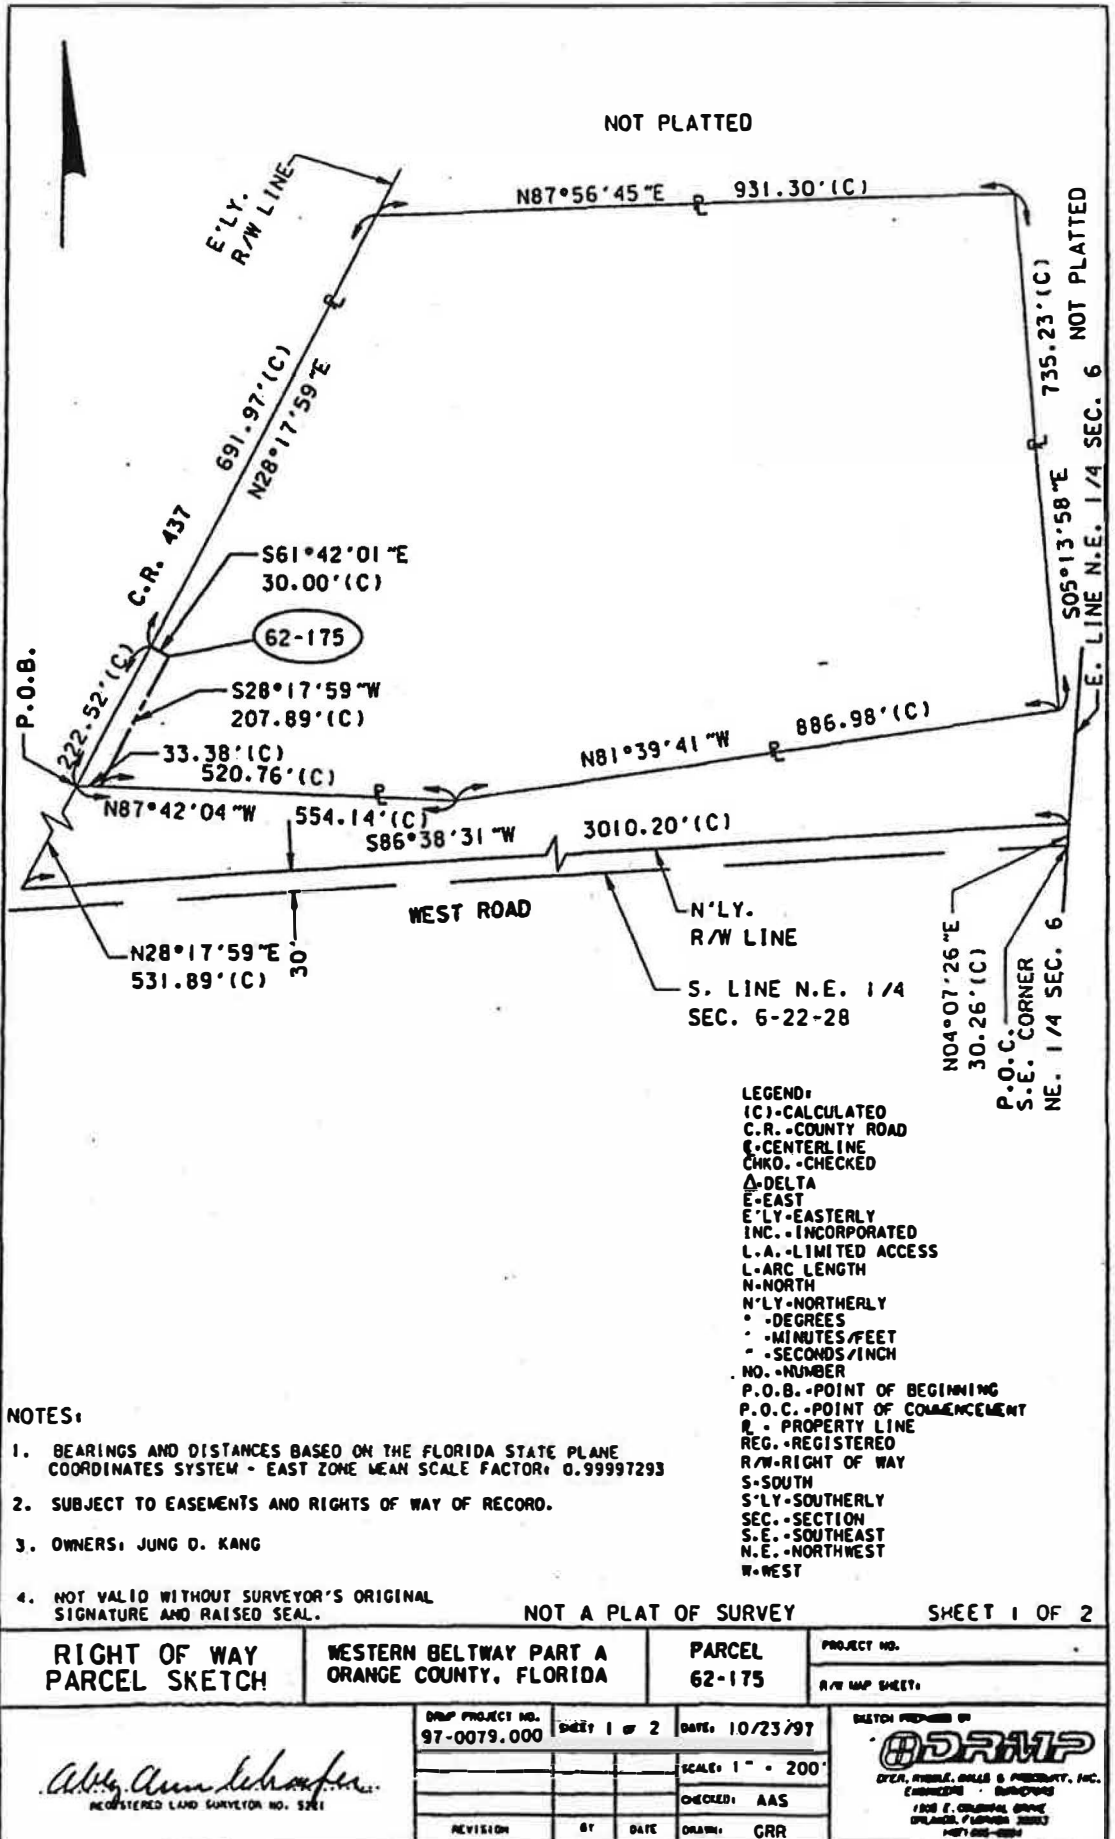 NOT PLATTED
E'LY.
R/W LINE
N87°56'45"E 931.30'(C)
NOT PLATTED
735.23'(C)
S05°13'58"E
E. LINE N.E. 1/4 SEC. 6
691.97'(C)
N28°17'59"E
C.R. 437
S61°42'01"E
30.00'(C)
62-175
P.O.B.
222.52'(C)
S28°17'59"W
207.89'(C)
33.38'(C)
520.76'(C)
N87°42'04"W 554.14'(C)
N81°39'41"W 886.98'(C)
S86°38'31"W 3010.20'(C)
WEST ROAD
N'LY.
R/W LINE
N28°17'59"E
531.89'(C)
30'
S. LINE N.E. 1/4
SEC. 6-22-28
N04°07'26"E
30.26'(C)
P.O.C.
S.E. CORNER
NE. 1/4 SEC. 6
LEGEND:
(C)-CALCULATED
C.R.-COUNTY ROAD
℄-CENTERLINE
CHKD.-CHECKED
Δ-DELTA
E-EAST
E'LY-EASTERLY
INC.-INCORPORATED
L.A.-LIMITED ACCESS
L-ARC LENGTH
N-NORTH
N'LY-NORTHERLY
° -DEGREES
' -MINUTES/FEET
" -SECONDS/INCH
NO.-NUMBER
P.O.B.-POINT OF BEGINNING
P.O.C.-POINT OF COMMENCEMENT
⅊ - PROPERTY LINE
REG.-REGISTERED
R/W-RIGHT OF WAY
S-SOUTH
S'LY-SOUTHERLY
SEC.-SECTION
S.E.-SOUTHEAST
N.E.-NORTHWEST
W-WEST
NOTES:
1. BEARINGS AND DISTANCES BASED ON THE FLORIDA STATE PLANE
COORDINATES SYSTEM - EAST ZONE MEAN SCALE FACTOR: 0.99997293
2. SUBJECT TO EASEMENTS AND RIGHTS OF WAY OF RECORD.
3. OWNERS: JUNG D. KANG
4. NOT VALID WITHOUT SURVEYOR'S ORIGINAL
SIGNATURE AND RAISED SEAL.
NOT A PLAT OF SURVEY
SHEET 1 OF 2
RIGHT OF WAY
PARCEL SKETCH
WESTERN BELTWAY PART A
ORANGE COUNTY, FLORIDA
PARCEL
62-175
PROJECT NO.
R/W MAP SHEET:
DRMP PROJECT NO.
97-0079.000
SHEET 1 OF 2
DATE: 10/23/97
SCALE: 1" = 200'
CHECKED: AAS
DRAWN: GRR
REVISION BY DATE
REGISTERED LAND SURVEYOR NO.
SKETCH PREPARED BY
DRMP
ENGINEERS - SURVEYORS